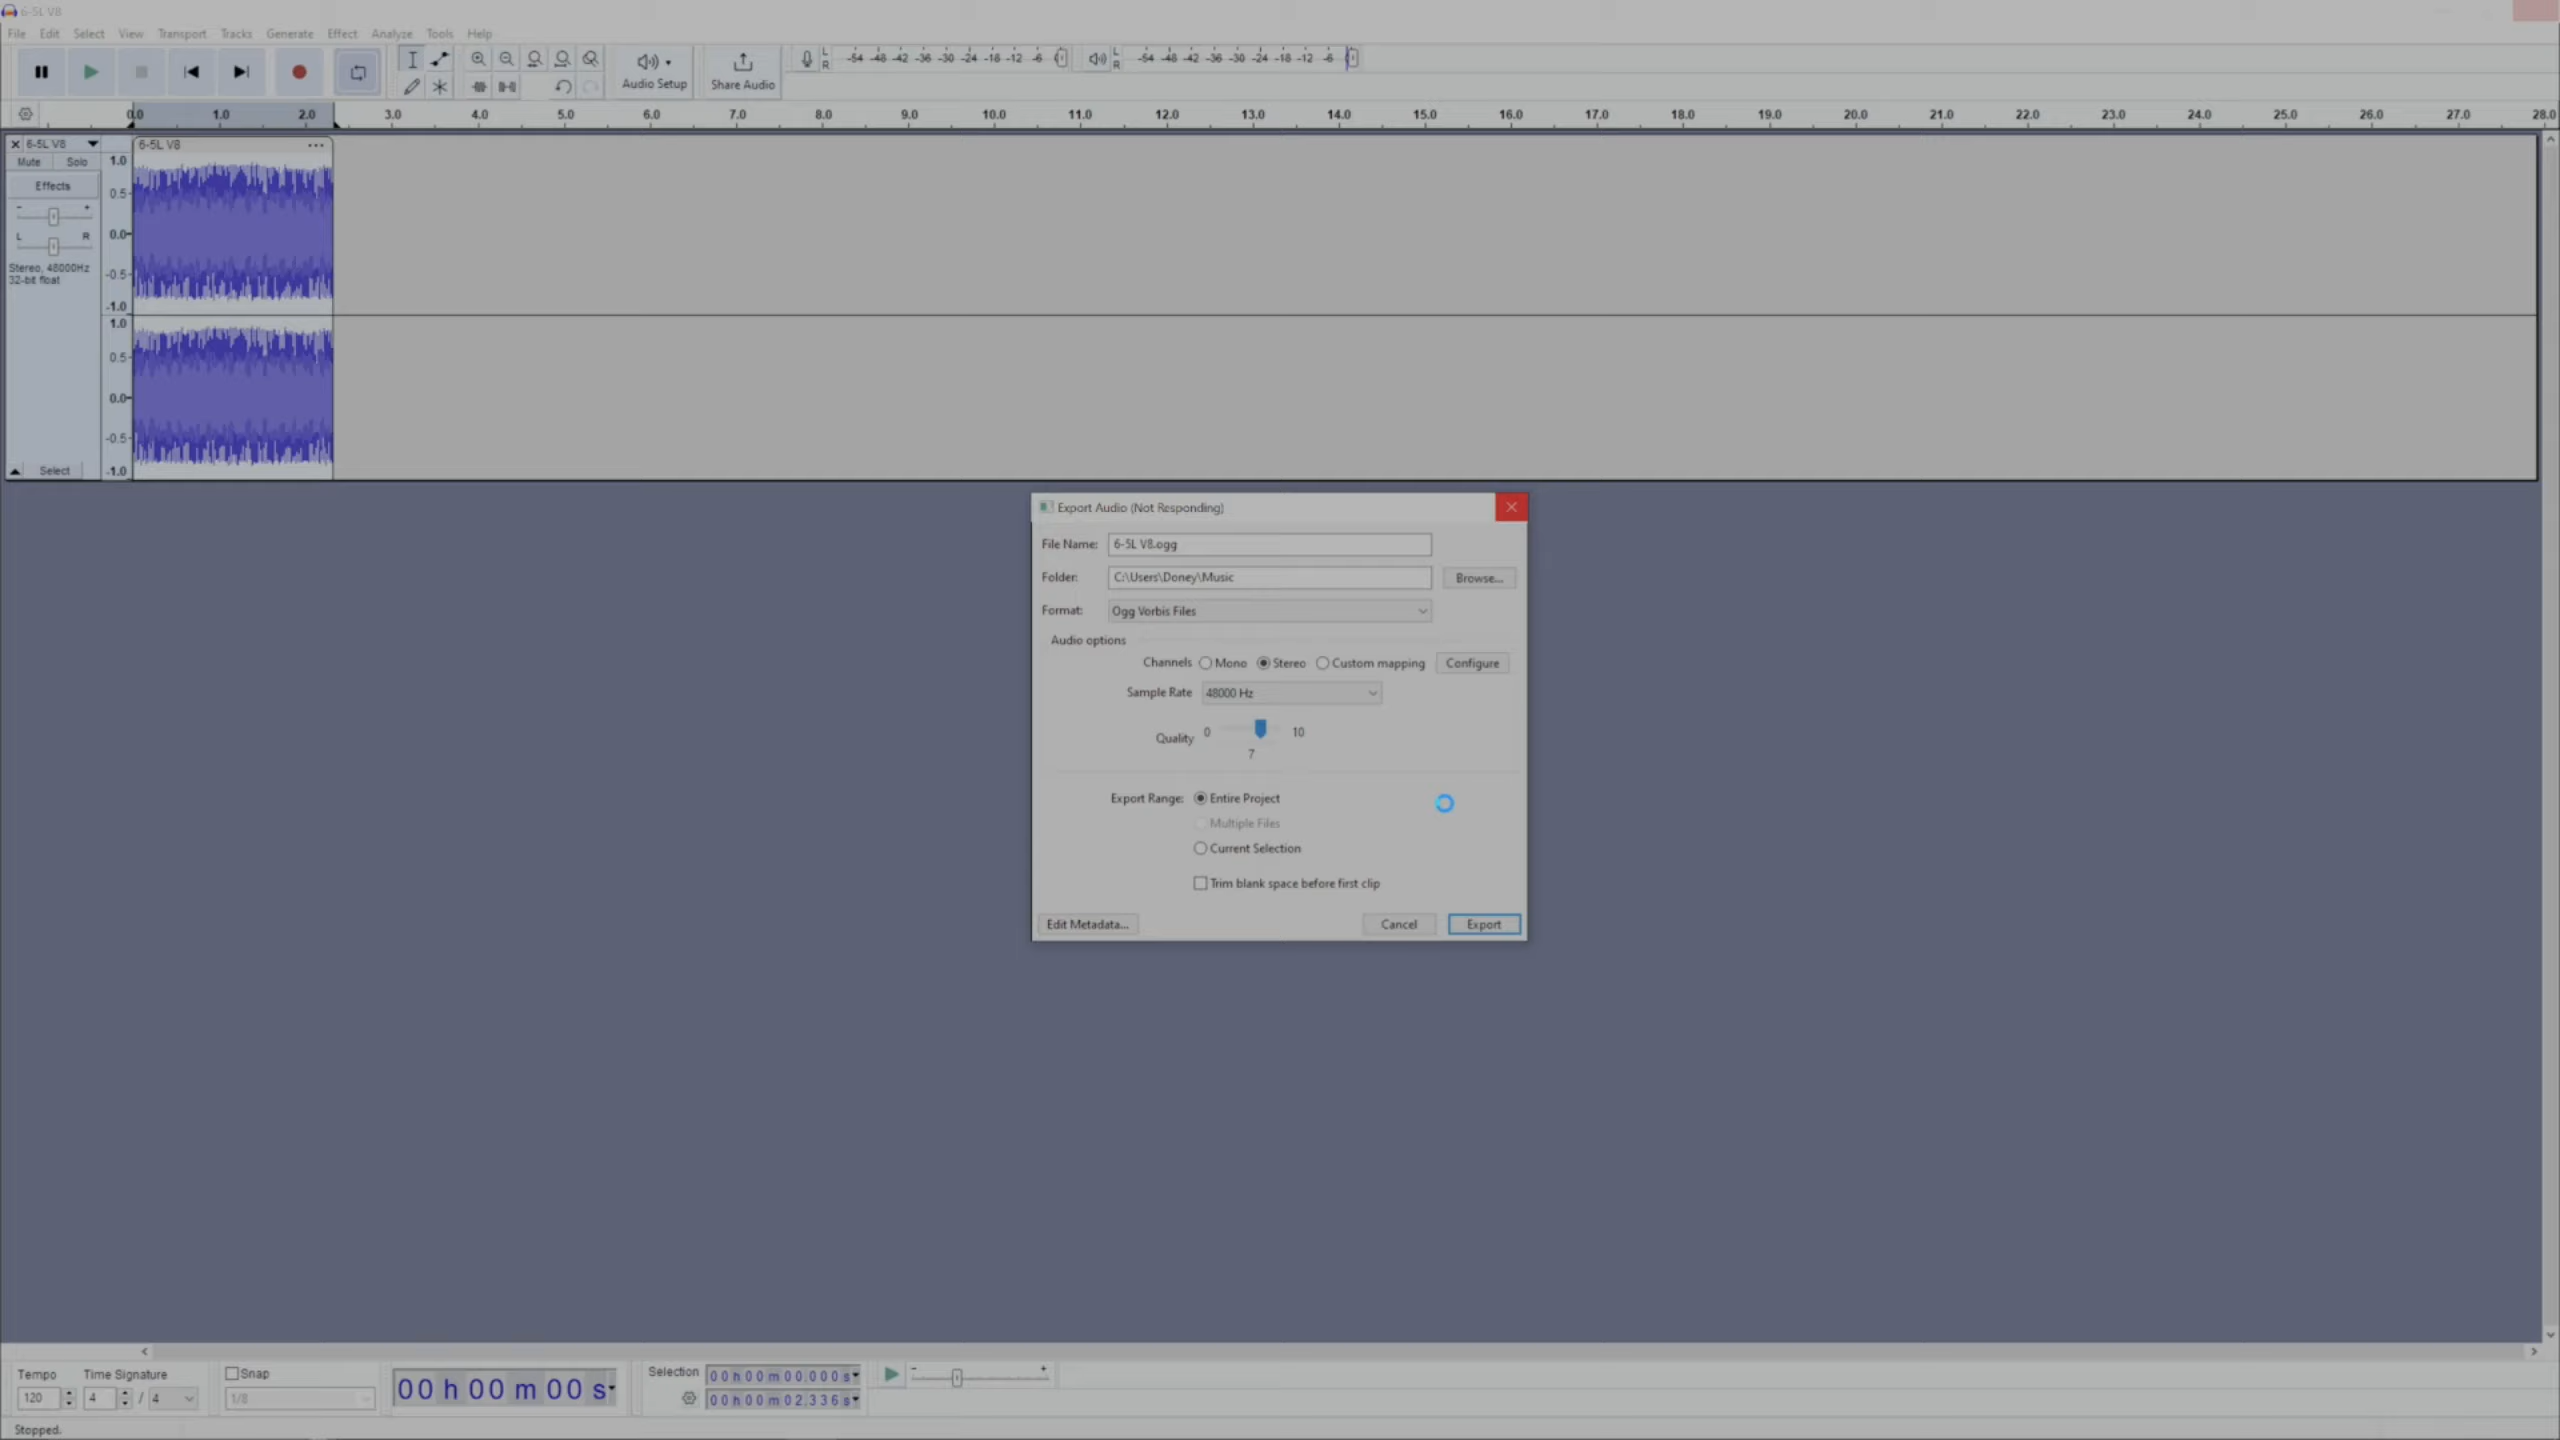 6-5L V8
File Edit Select View Transport Tracks Generate Effect Analyze Tools Help
Audio Setup
Share Audio
L R -54 -48 -42 -36 -30 -24 -18 -12 -6
L R -54 -48 -42 -36 -30 -24 -18 -12 -6
0.0 1.0 2.0 3.0 4.0 5.0 6.0 7.0 8.0 9.0 10.0 11.0 12.0 13.0 14.0 15.0 16.0 17.0 18.0 19.0 20.0 21.0 22.0 23.0 24.0 25.0 26.0 27.0 28.0
6-5L V8
6-5L V8
Mute Solo
Effects
- +
L R
Stereo, 48000Hz
32-bit float
Select
1.0
0.5
0.0
-0.5
-1.0
1.0
0.5
0.0
-0.5
-1.0
Export Audio (Not Responding)
File Name: 6-5L V8.ogg
Folder: C:\Users\Doney\Music Browse...
Format: Ogg Vorbis Files
Audio options
Channels Mono Stereo Custom mapping Configure
Sample Rate 48000 Hz
Quality 0 10
7
Export Range: Entire Project
Multiple Files
Current Selection
Trim blank space before first clip
Edit Metadata... Cancel Export
Tempo Time Signature
120 4 / 4
Snap
1/8
00 h 00 m 00 s
Selection
00 h 00 m 00.000 s
00 h 00 m 02.336 s
- +
Stopped.